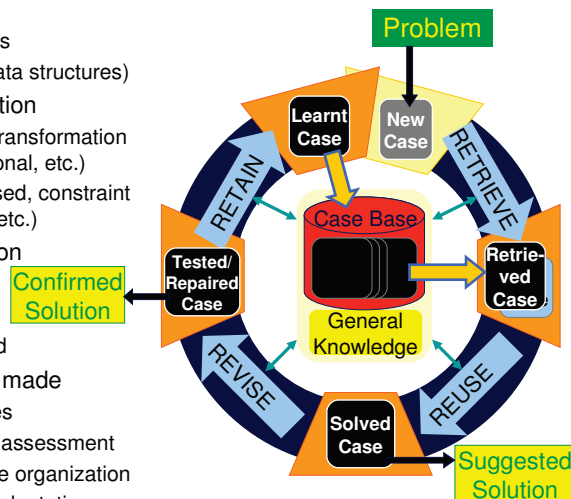 s
ata structures)
tion
ransformation
onal, etc.)
sed, constraint
etc.)
on
d
made
es
assessment
e organization
Problem
New
Case
RETRIEVE
Retrie-
ved
Case
REUSE
Solved
Case
Suggested
Solution
REVISE
Tested/
Repaired
Case
Confirmed
Solution
RETAIN
Learnt
Case
Case Base
General
Knowledge